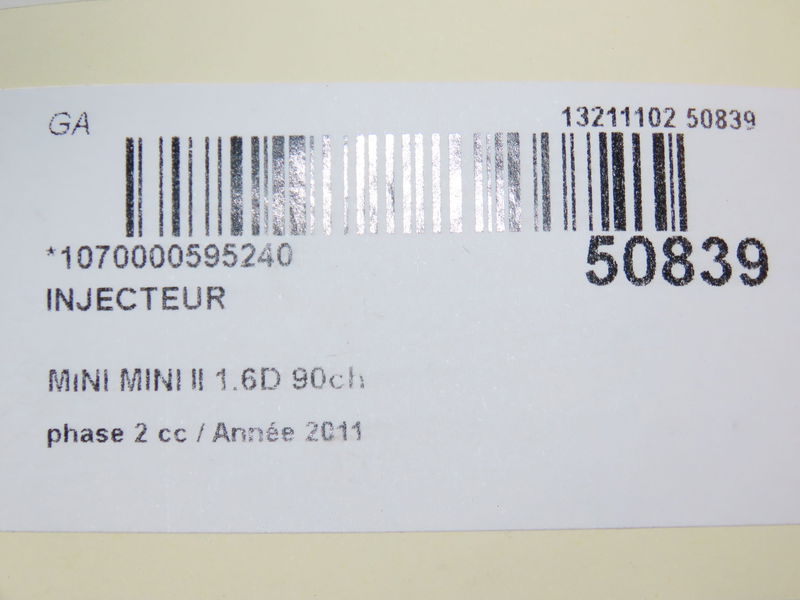 GA
13211102 50839
*1070000595240
50839
INJECTEUR
MINI MINI II 1.6D 90ch
phase 2 cc / Année 2011